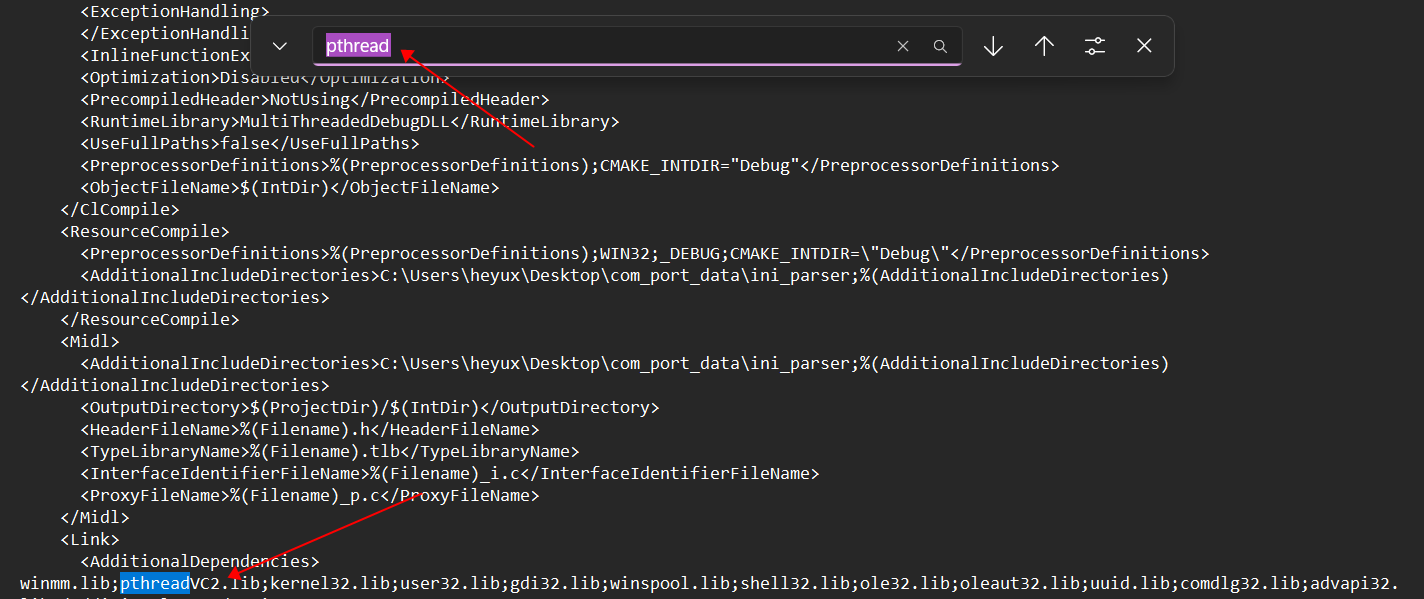 <ExceptionHandling>
</ExceptionHandli
pthread
<InlineFunctionEx
<Optimization>Disabled</Optimization>
<PrecompiledHeader>NotUsing</PrecompiledHeader>
<RuntimeLibrary>MultiThreadedDebugDLL</RuntimeLibrary>
<UseFullPaths>false</UseFullPaths>
<PreprocessorDefinitions>%(PreprocessorDefinitions);CMAKE_INTDIR="Debug"</PreprocessorDefinitions>
<ObjectFileName>$(IntDir)</ObjectFileName>
</ClCompile>
<ResourceCompile>
<PreprocessorDefinitions>%(PreprocessorDefinitions);WIN32;_DEBUG;CMAKE_INTDIR=\"Debug\"</PreprocessorDefinitions>
<AdditionalIncludeDirectories>C:\Users\heyux\Desktop\com_port_data\ini_parser;%(AdditionalIncludeDirectories)
</AdditionalIncludeDirectories>
</ResourceCompile>
<Midl>
<AdditionalIncludeDirectories>C:\Users\heyux\Desktop\com_port_data\ini_parser;%(AdditionalIncludeDirectories)
</AdditionalIncludeDirectories>
<OutputDirectory>$(ProjectDir)/$(IntDir)</OutputDirectory>
<HeaderFileName>%(Filename).h</HeaderFileName>
<TypeLibraryName>%(Filename).tlb</TypeLibraryName>
<InterfaceIdentifierFileName>%(Filename)_i.c</InterfaceIdentifierFileName>
<ProxyFileName>%(Filename)_p.c</ProxyFileName>
</Midl>
<Link>
<AdditionalDependencies>
winmm.lib;pthreadVC2.lib;kernel32.lib;user32.lib;gdi32.lib;winspool.lib;shell32.lib;ole32.lib;oleaut32.lib;uuid.lib;comdlg32.lib;advapi32.